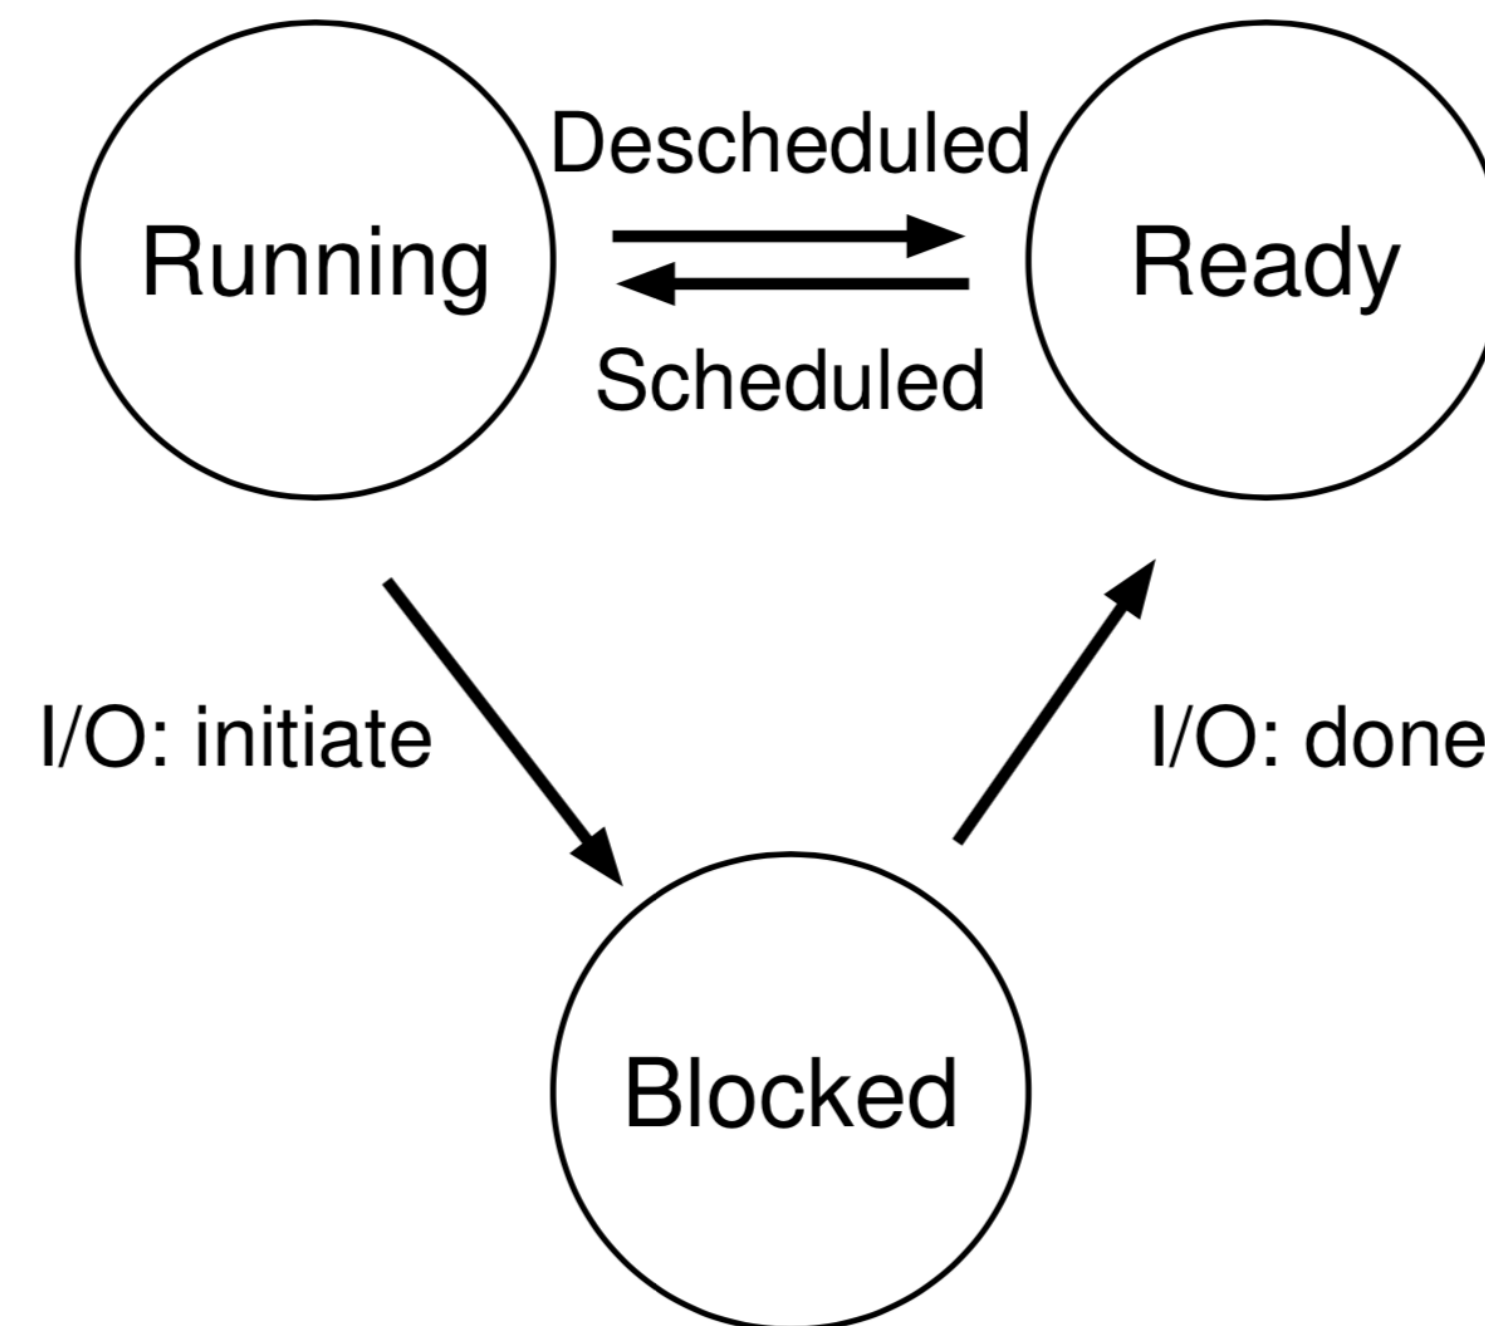 Descheduled
Running
Ready
Scheduled
I/O: initiate
I/O: done
Blocked